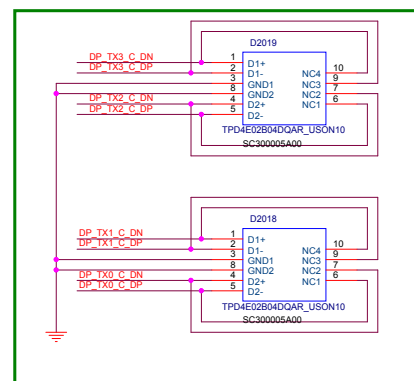 D2019
DP_TX3_C_DN 1 D1+
DP_TX3_C_DP 2 D1- NC4 10
3 GND1 NC3 9
8 GND2 NC2 7
DP_TX2_C_DN 4 D2+ NC1 6
DP_TX2_C_DP 5 D2-
TPD4E02B04DQAR_USON10
SC300005A00
D2018
DP_TX1_C_DN 1 D1+
DP_TX1_C_DP 2 D1- NC4 10
3 GND1 NC3 9
8 GND2 NC2 7
DP_TX0_C_DN 4 D2+ NC1 6
DP_TX0_C_DP 5 D2-
TPD4E02B04DQAR_USON10
SC300005A00